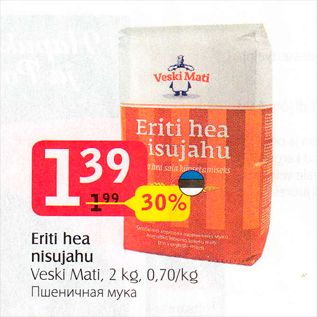 Veski Mati
Eriti hea
nisujahu
1.39
1.99
30%
Eriti hea
nisujahu
Veski Mati, 2 kg, 0,70/kg
Пшеничная мука